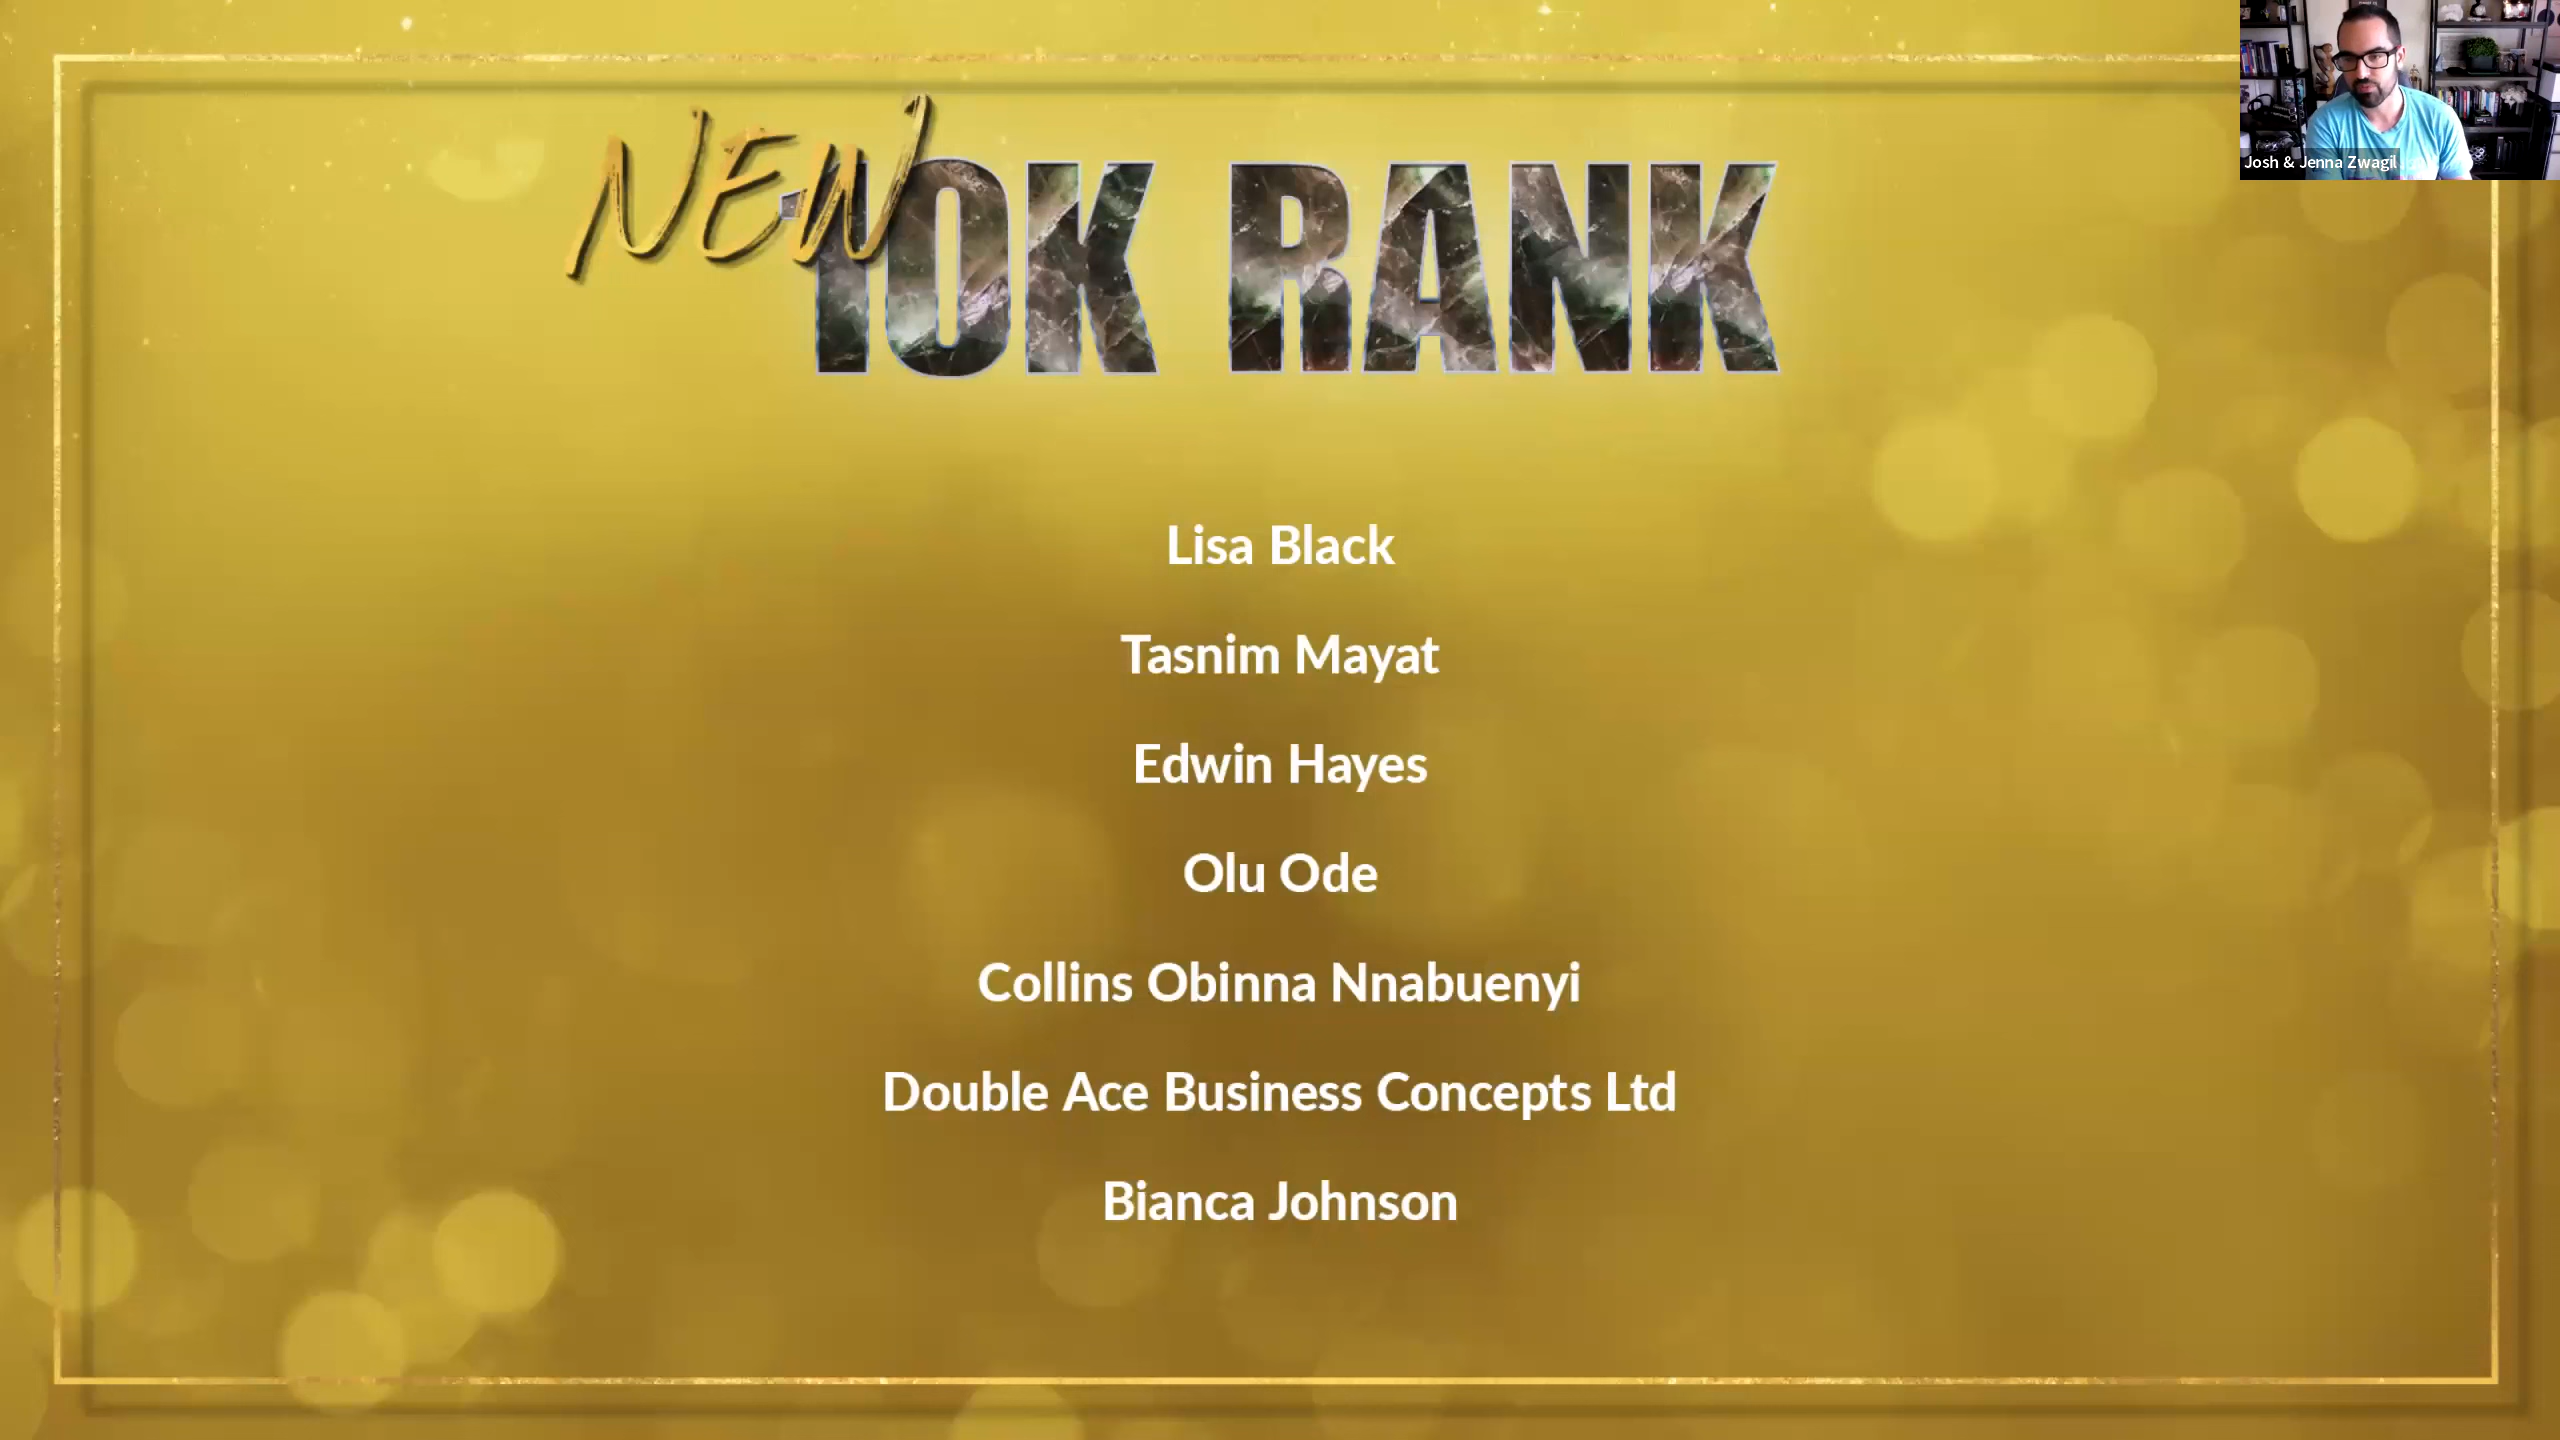 NEW
10K RANK
Josh & Jenna Zwagil
Lisa Black
Tasnim Mayat
Edwin Hayes
Olu Ode
Collins Obinna Nnabuenyi
Double Ace Business Concepts Ltd
Bianca Johnson